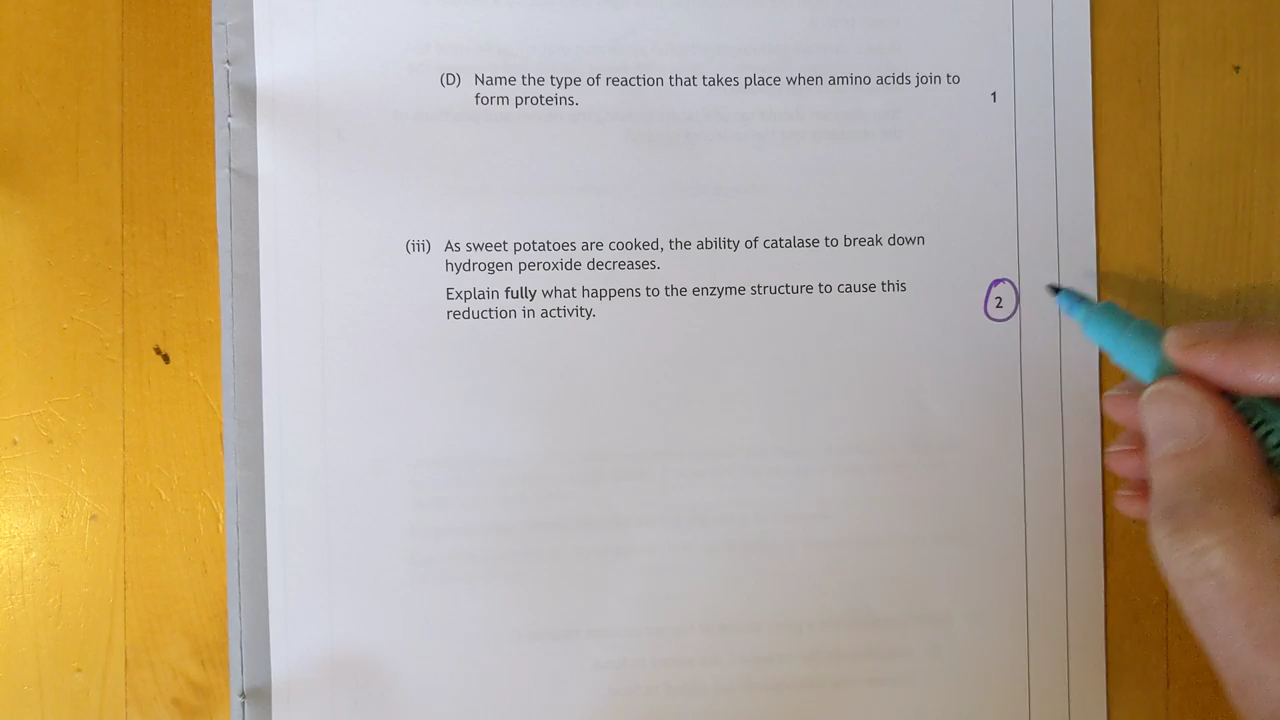 (D) Name the type of reaction that takes place when amino acids join to
form proteins.
1
(iii) As sweet potatoes are cooked, the ability of catalase to break down
hydrogen peroxide decreases.
Explain fully what happens to the enzyme structure to cause this
reduction in activity.
2